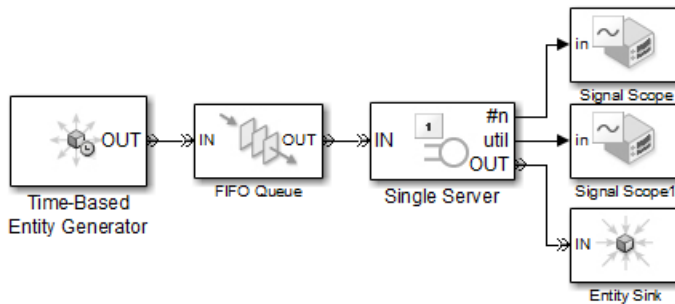 OUT
Time-Based
Entity Generator
IN
OUT
FIFO Queue
IN
1
#n
util
OUT
Single Server
in
Signal Scope
in
Signal Scope1
IN
Entity Sink